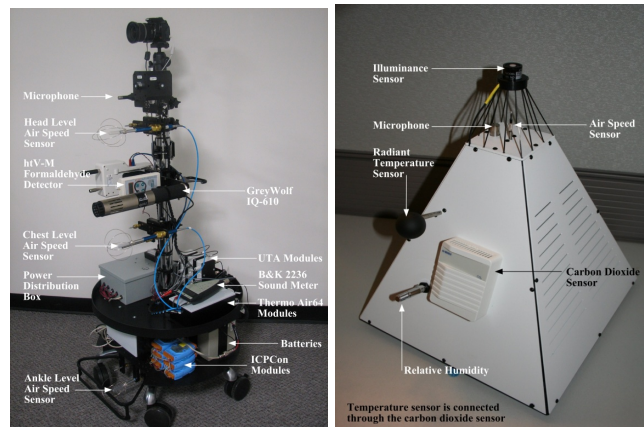 Microphone
Head Level
Air Speed
Sensor
htV-M
Formaldehyde
Detector
GreyWolf
IQ-610
Chest Level
Air Speed
Sensor
UTA Modules
Power
Distribution
Box
B&K 2236
Sound Meter
Thermo Air64
Modules
Batteries
ICPCon
Modules
Ankle Level
Air Speed
Sensor
Illuminance
Sensor
Microphone
Air Speed
Sensor
Radiant
Temperature
Sensor
Carbon Dioxide
Sensor
Relative Humidity
Temperature sensor is connected
through the carbon dioxide sensor